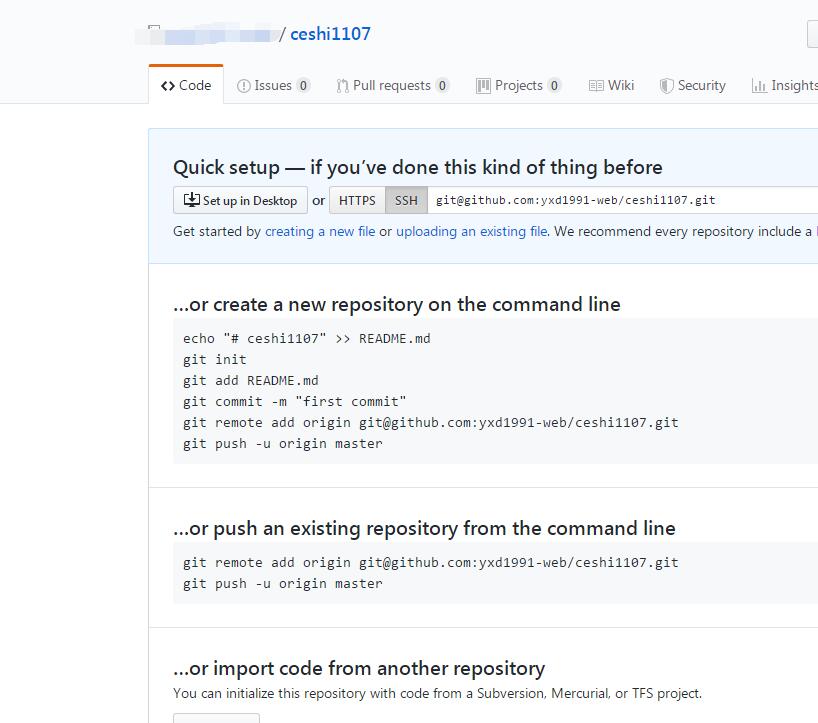 / ceshi1107
Code Issues 0 Pull requests 0 Projects 0 Wiki Security Insights
Quick setup — if you’ve done this kind of thing before
Set up in Desktop or HTTPS SSH git@github.com:yxd1991-web/ceshi1107.git
Get started by creating a new file or uploading an existing file. We recommend every repository include a
…or create a new repository on the command line
echo "# ceshi1107" >> README.md
git init
git add README.md
git commit -m "first commit"
git remote add origin git@github.com:yxd1991-web/ceshi1107.git
git push -u origin master
…or push an existing repository from the command line
git remote add origin git@github.com:yxd1991-web/ceshi1107.git
git push -u origin master
…or import code from another repository
You can initialize this repository with code from a Subversion, Mercurial, or TFS project.